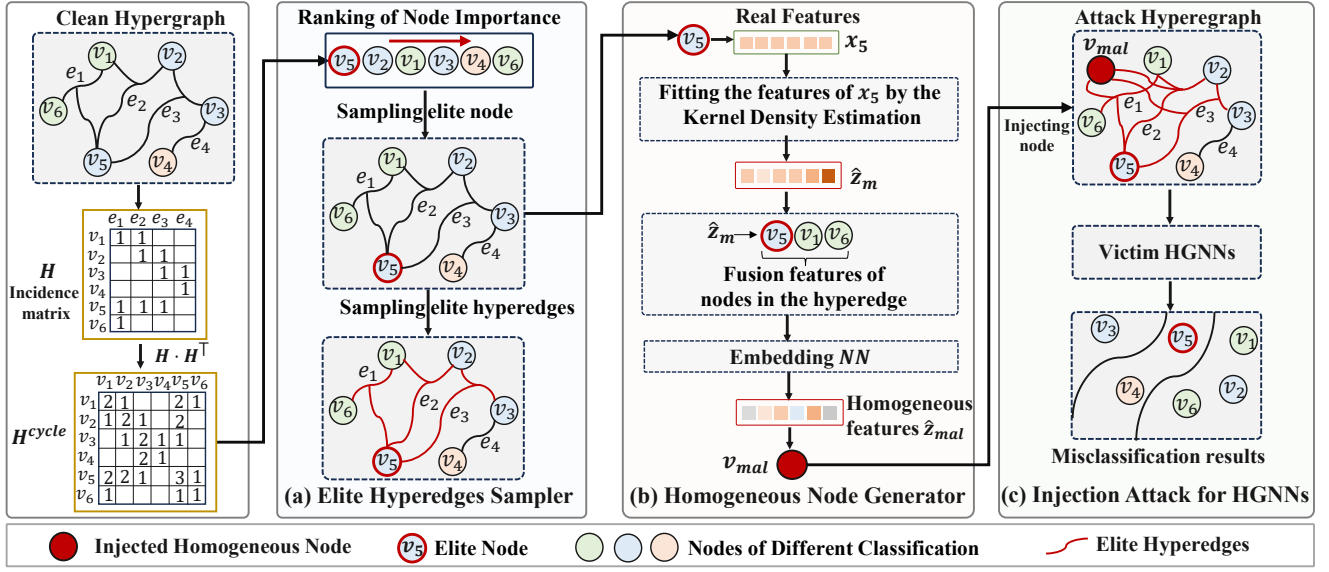 Clean Hypergraph
v1
v2
e1
v6
e2
e3
v3
e4
v5
v4
e1 e2 e3 e4
v1 1 1
v2 1 1
v3 1 1
v4 1
v5 1 1 1
v6 1
H
Incidence
matrix
H · H⊤
v1 v2 v3 v4 v5 v6
v1 2 1 2 1
v2 1 2 1 2
v3 1 2 1 1
v4 2 1
v5 2 2 1 3 1
v6 1 1 1
H^cycle
Ranking of Node Importance
v5 v2 v1 v3 v4 v6
Sampling elite node
v1
v2
e1
v6
e2
e3
v3
e4
v5
v4
Sampling elite hyperedges
v1
v2
e1
v6
e2
e3
v3
e4
v5
v4
(a) Elite Hyperedges Sampler
Real Features
v5
x5
Fitting the features of x5 by the
Kernel Density Estimation
ẑm
ẑm
v5 v1 v6
Fusion features of
nodes in the hyperedge
Embedding NN
Homogeneous
features ẑmal
vmal
(b) Homogeneous Node Generator
Attack Hyperegraph
vmal
v1
v2
e1
v6
e2
e3
v3
e4
v5
v4
Injecting
node
Victim HGNNs
v3
v5
v1
v4
v6
v2
Misclassification results
(c) Injection Attack for HGNNs
Injected Homogeneous Node
v5 Elite Node
Nodes of Different Classification
Elite Hyperedges